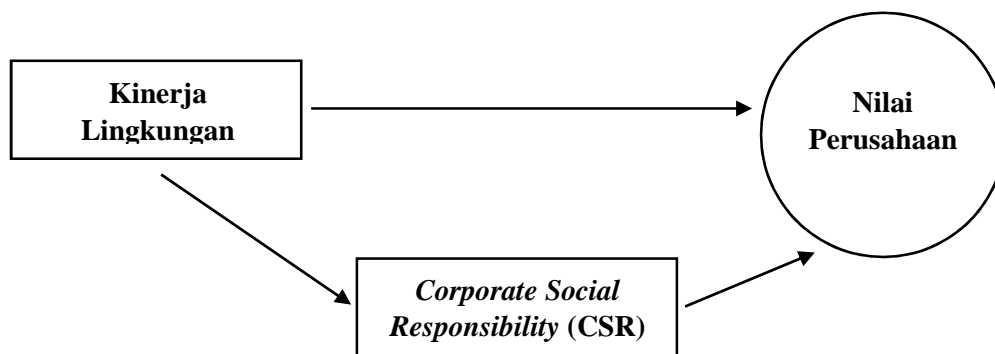 Kinerja
Lingkungan
Nilai
Perusahaan
Corporate Social
Responsibility (CSR)